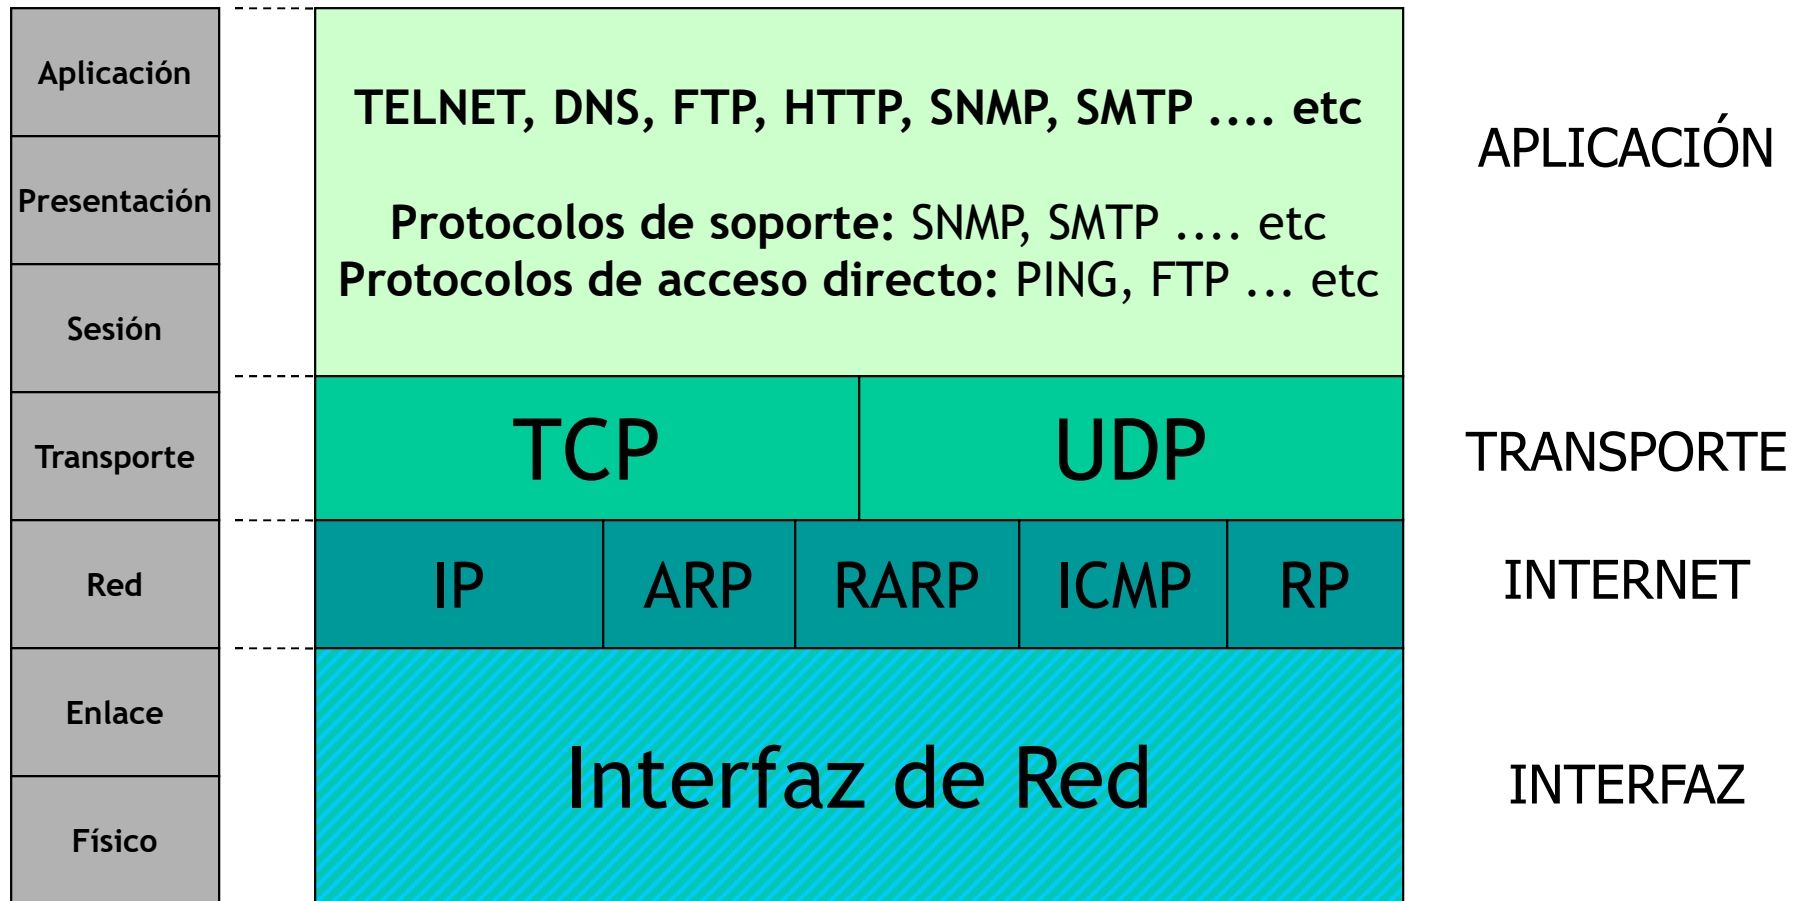 Aplicación
Presentación
Sesión
Transporte
Red
Enlace
Físico
TELNET, DNS, FTP, HTTP, SNMP, SMTP .... etc
Protocolos de soporte: SNMP, SMTP .... etc
Protocolos de acceso directo: PING, FTP ... etc
TCP
UDP
IP
ARP
RARP
ICMP
RP
Interfaz de Red
APLICACIÓN
TRANSPORTE
INTERNET
INTERFAZ